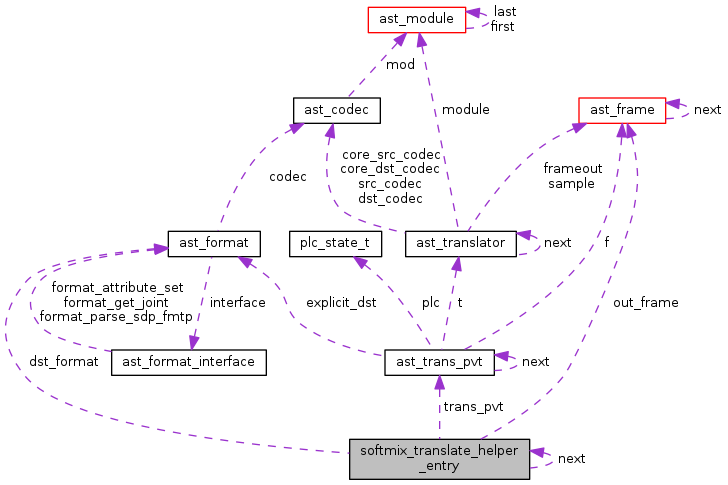 last
first
ast_module
mod
ast_codec
module
ast_frame
next
core_src_codec
core_dst_codec
src_codec
dst_codec
frameout
sample
codec
ast_format
plc_state_t
ast_translator
next
f
format_attribute_set
format_get_joint
format_parse_sdp_fmtp
interface
explicit_dst
plc
t
out_frame
dst_format
ast_format_interface
ast_trans_pvt
next
trans_pvt
softmix_translate_helper
_entry
next